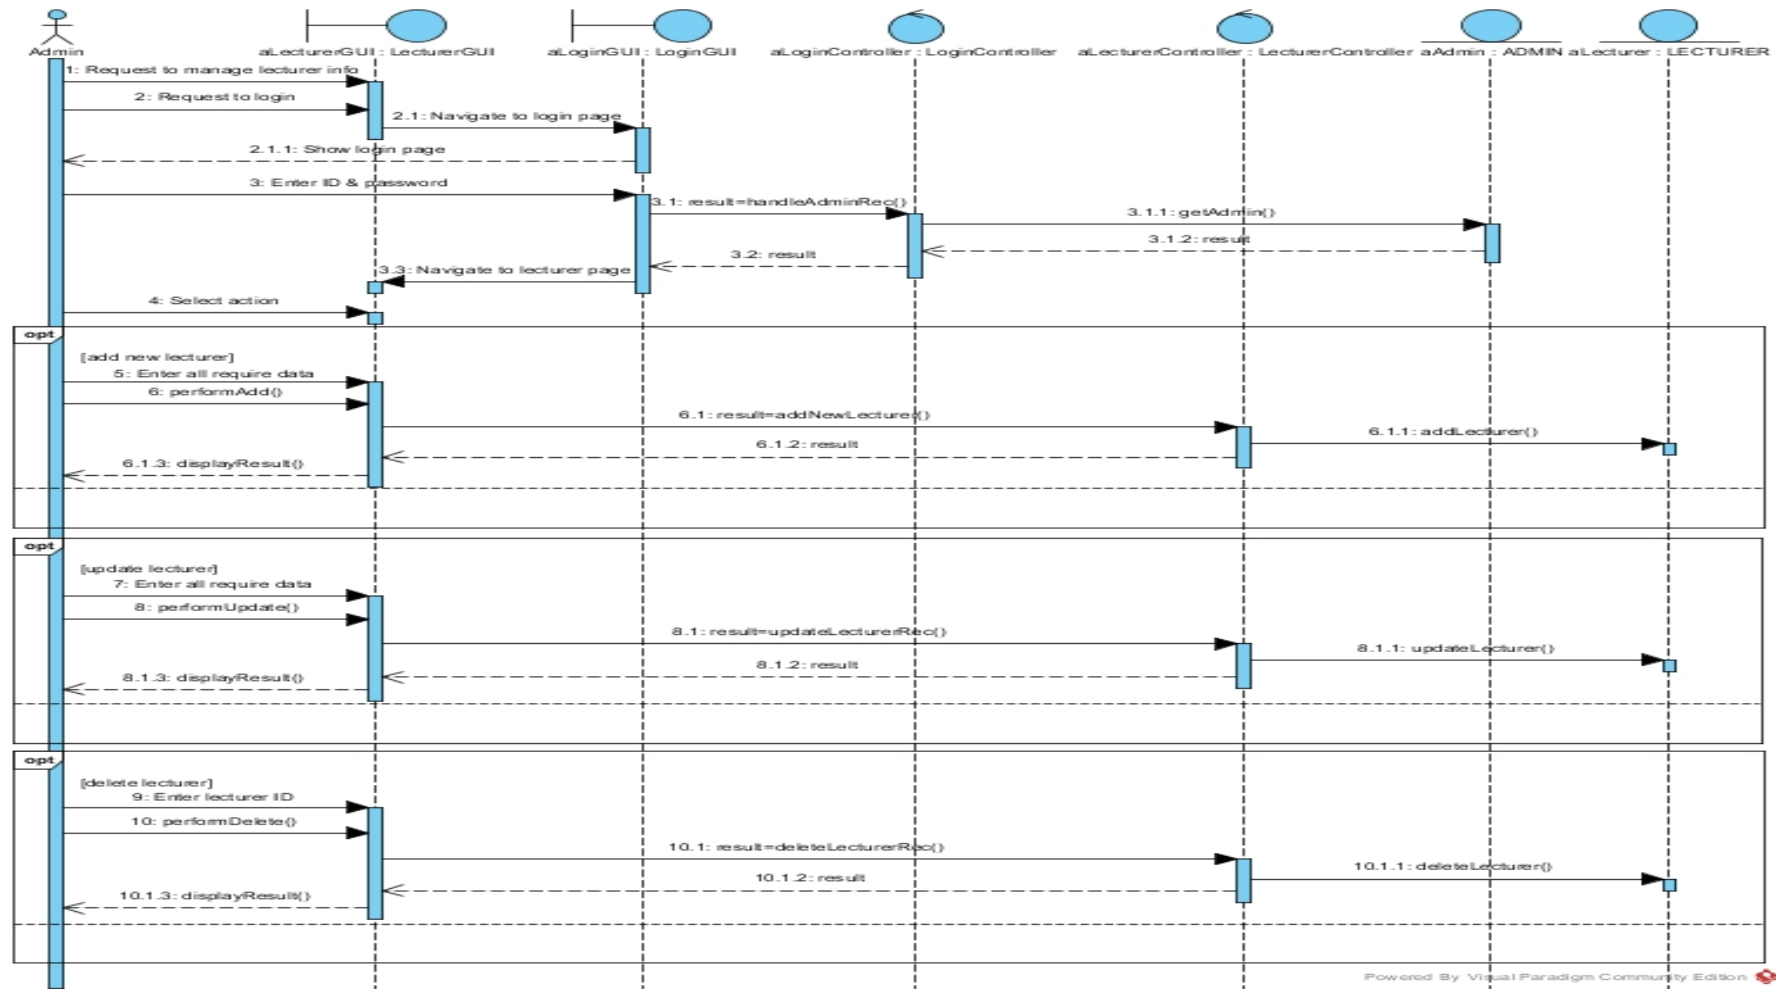 Admin
aLecturerGUI : LecturerGUI
aLoginGUI : LoginGUI
aLoginController : LoginController
aLecturerController : LecturerController
aAdmin : ADMIN
aLecturer : LECTURER
1: Request to manage lecturer info
2: Request to login
2.1: Navigate to login page
2.1.1: Show login page
3: Enter ID & password
3.1: result=handleAdminRec()
3.1.1: getAdmin()
3.1.2: result
3.2: result
3.3: Navigate to lecturer page
4: Select action
opt
[add new lecturer]
5: Enter all require data
6: performAdd()
6.1: result=addNewLecturer()
6.1.1: addLecturer()
6.1.2: result
6.1.3: displayResult()
opt
[update lecturer]
7: Enter all require data
8: performUpdate()
8.1: result=updateLecturerRec()
8.1.1: updateLecturer()
8.1.2: result
8.1.3: displayResult()
opt
[delete lecturer]
9: Enter lecturer ID
10: performDelete()
10.1: result=deleteLecturerRec()
10.1.1: deleteLecturer()
10.1.2: result
10.1.3: displayResult()
Powered By Visual Paradigm Community Edition